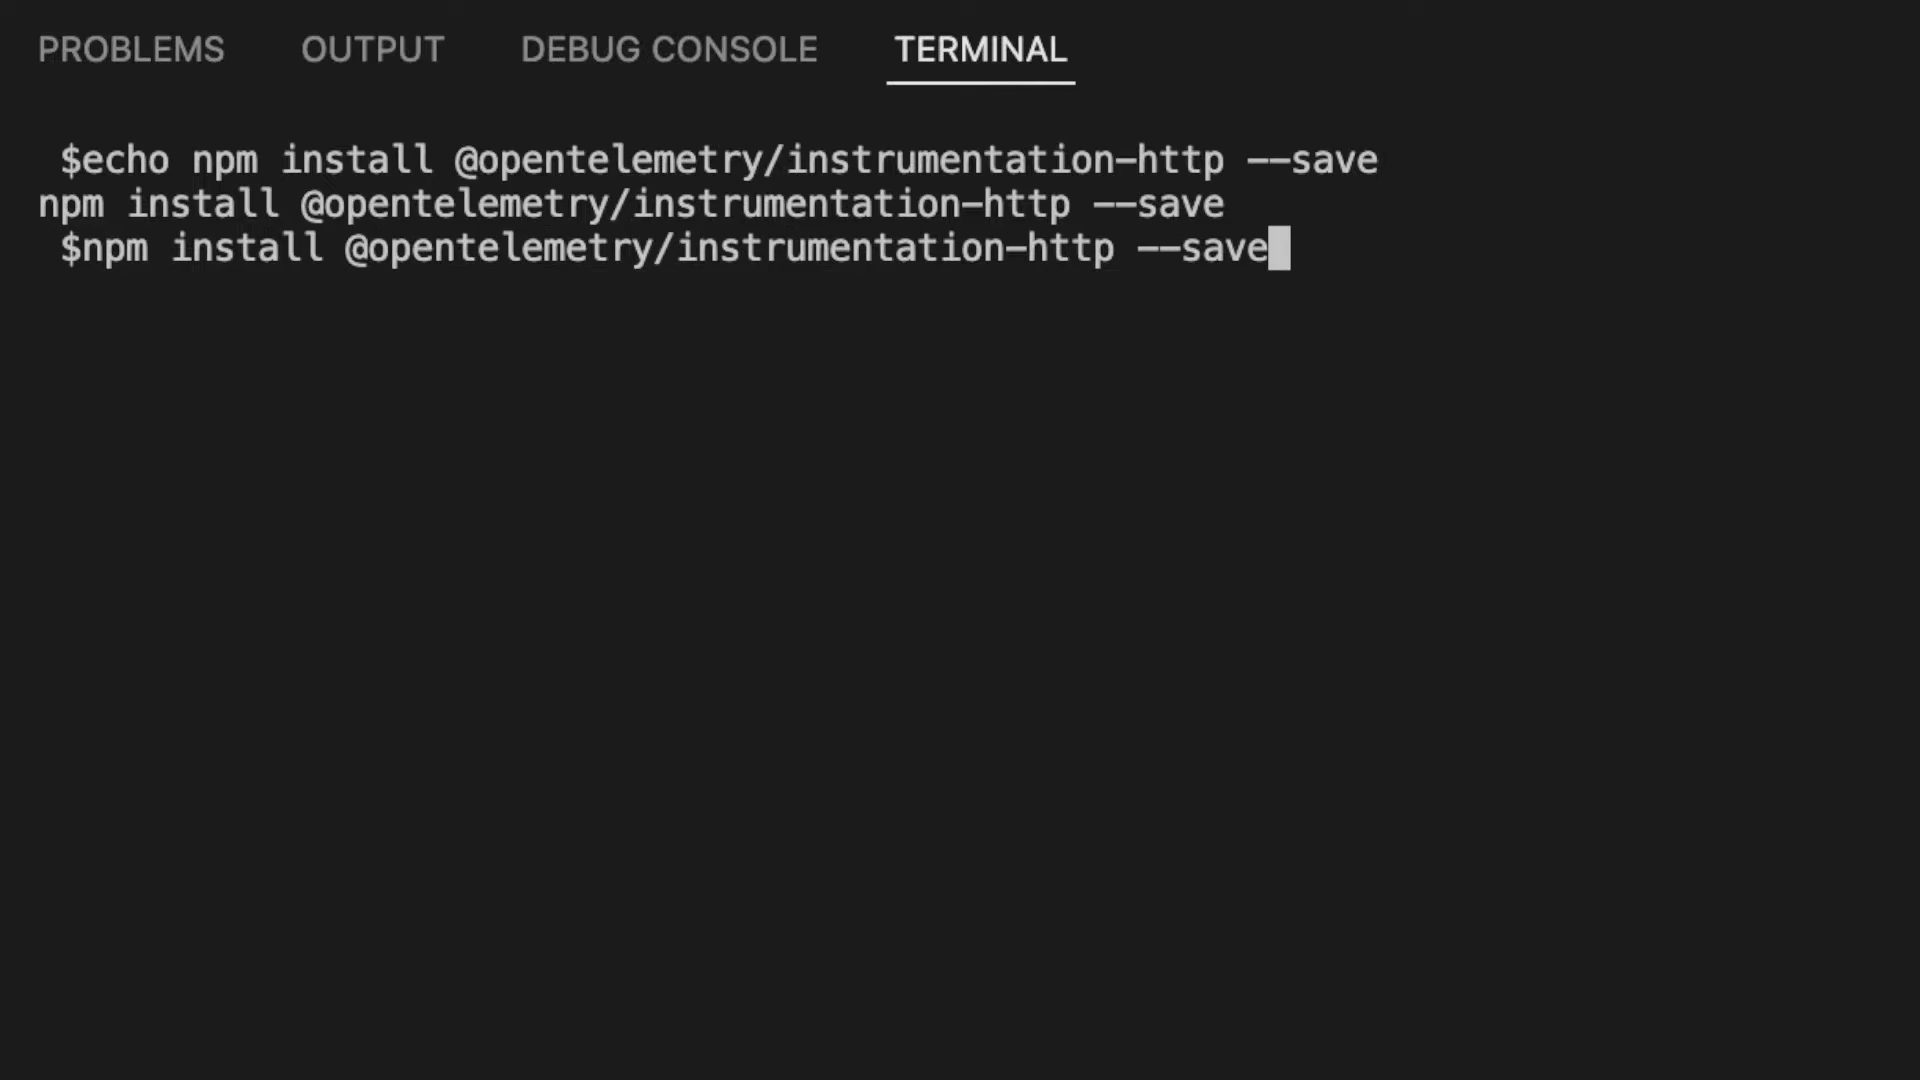 PROBLEMS OUTPUT DEBUG CONSOLE TERMINAL
$echo npm install @opentelemetry/instrumentation-http --save
npm install @opentelemetry/instrumentation-http --save
$npm install @opentelemetry/instrumentation-http --save